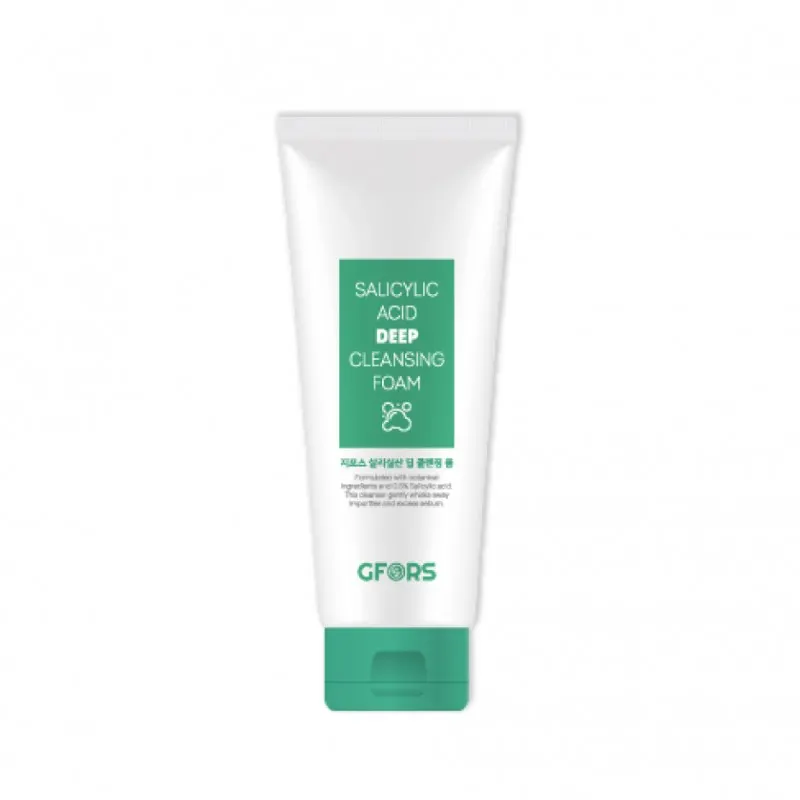 SALICYLIC
ACID
DEEP
CLEANSING
FOAM
지포스 살리실산 딥 클렌징 폼
Formulated with botanical
ingredients and 0.5% Salicylic acid.
This cleanser gently whisks away
impurities and excess sebum.
GFORS